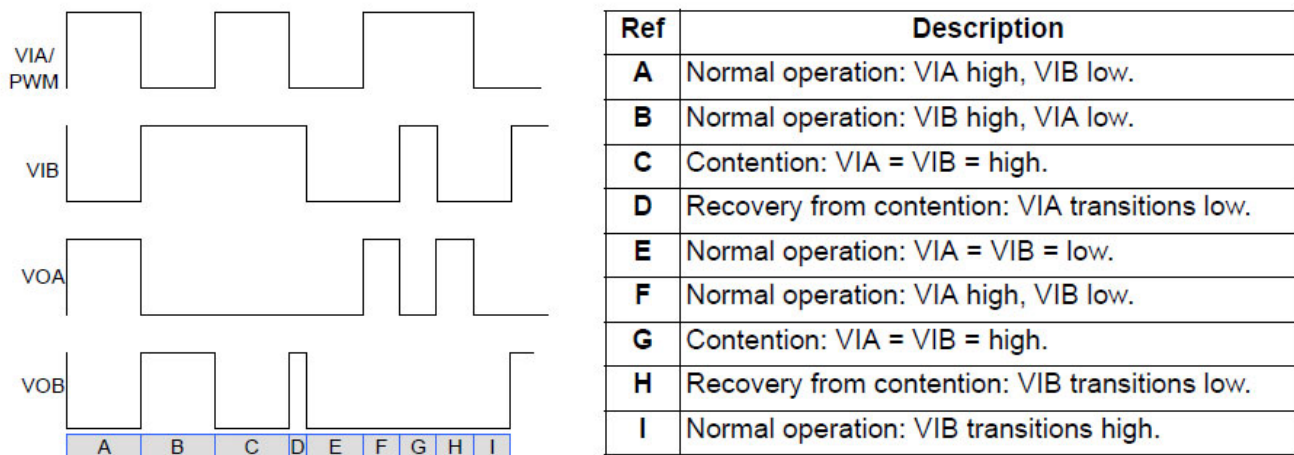 VIA/
PWM
VIB
VOA
VOB
A B C D E F G H I
Ref Description
A Normal operation: VIA high, VIB low.
B Normal operation: VIB high, VIA low.
C Contention: VIA = VIB = high.
D Recovery from contention: VIA transitions low.
E Normal operation: VIA = VIB = low.
F Normal operation: VIA high, VIB low.
G Contention: VIA = VIB = high.
H Recovery from contention: VIB transitions low.
I Normal operation: VIB transitions high.